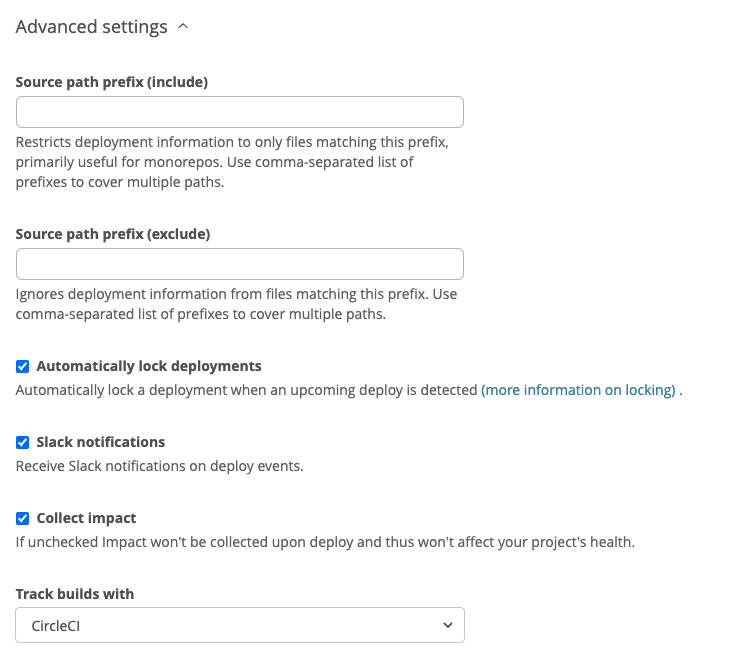 Advanced settings
Source path prefix (include)
Restricts deployment information to only files matching this prefix,
primarily useful for monorepos. Use comma-separated list of
prefixes to cover multiple paths.
Source path prefix (exclude)
Ignores deployment information from files matching this prefix. Use
comma-separated list of prefixes to cover multiple paths.
Automatically lock deployments
Automatically lock a deployment when an upcoming deploy is detected (more information on locking) .
Slack notifications
Receive Slack notifications on deploy events.
Collect impact
If unchecked Impact won't be collected upon deploy and thus won't affect your project's health.
Track builds with
CircleCI